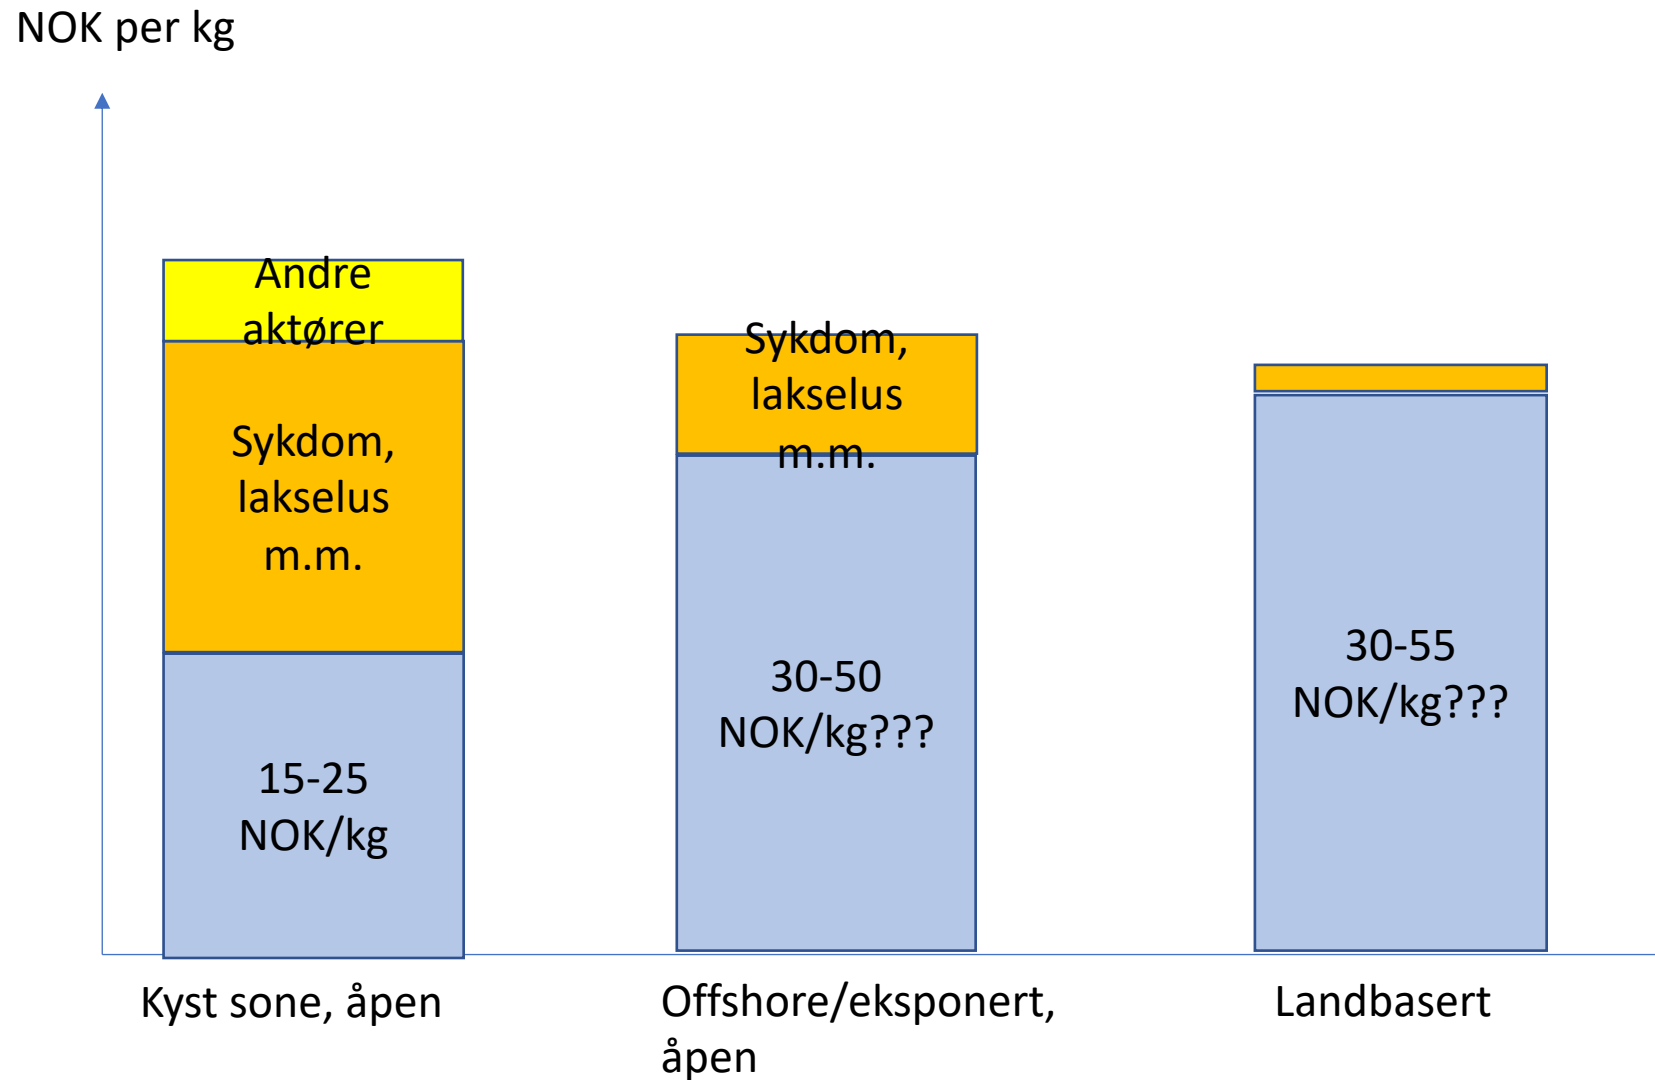 NOK per kg
Andre
aktører
Sykdom,
lakselus
m.m.
15-25
NOK/kg
Sykdom,
lakselus
m.m.
30-50
NOK/kg???
30-55
NOK/kg???
Kyst sone, åpen
Offshore/eksponert,
åpen
Landbasert